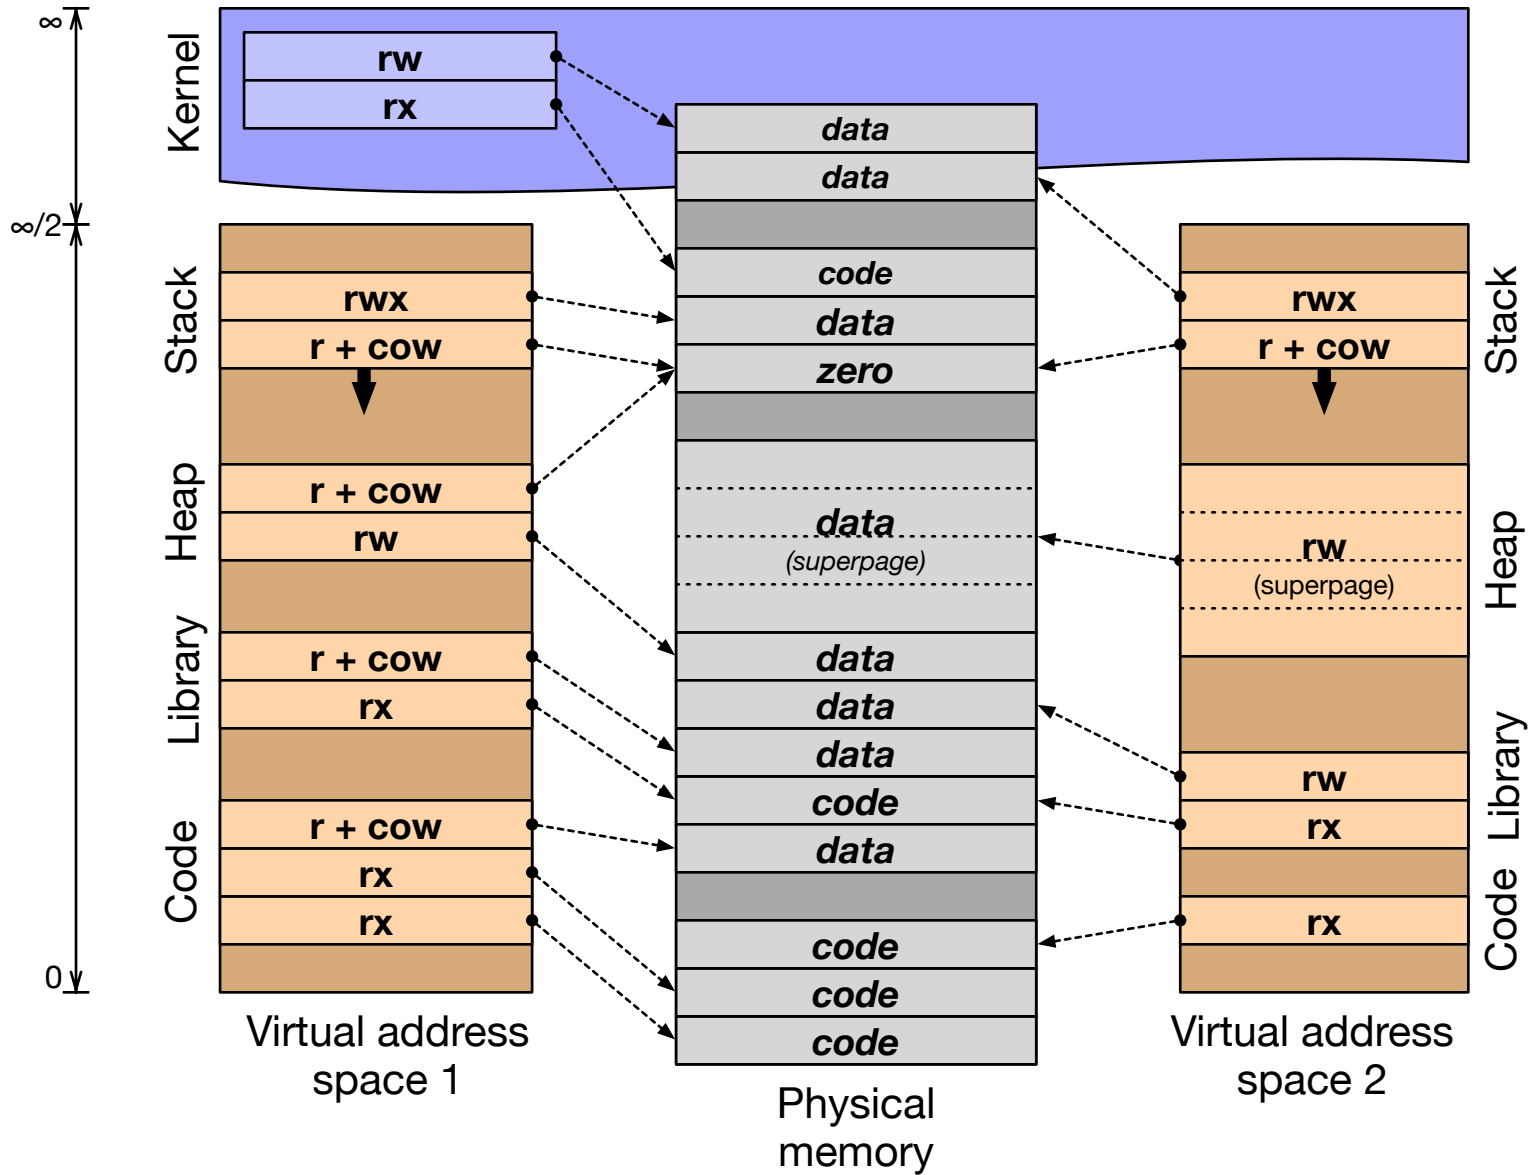 ∞
Kernel
rw
rx
data
data
∞/2
Stack
rwx
r + cow
code
data
zero
rwx
r + cow
Stack
Heap
r + cow
rw
data
(superpage)
rw
(superpage)
Heap
Library
r + cow
rx
data
data
data
code
rw
rx
Library
Code
r + cow
rx
rx
data
code
code
code
rx
Code
0
Virtual address
space 1
Physical
memory
Virtual address
space 2